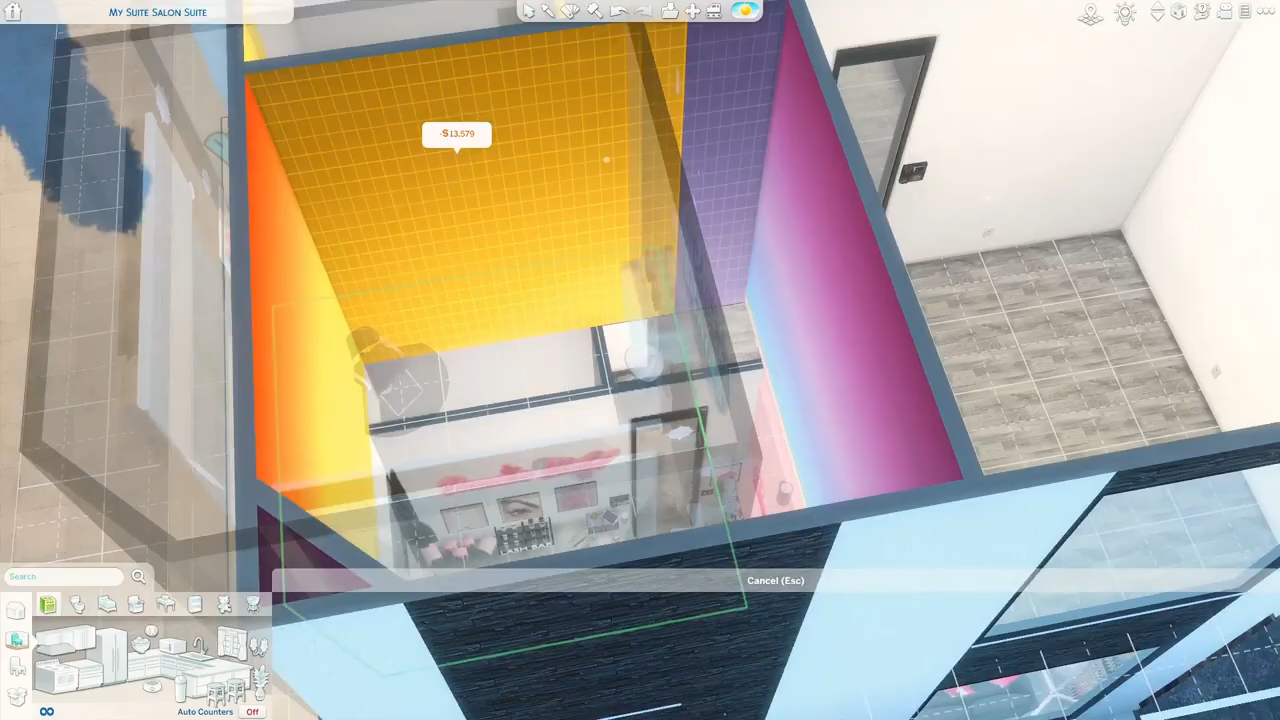 My Suite Salon Suite
-§13,579
LASH BAR
Cancel (Esc)
Search
Auto Counters
Off